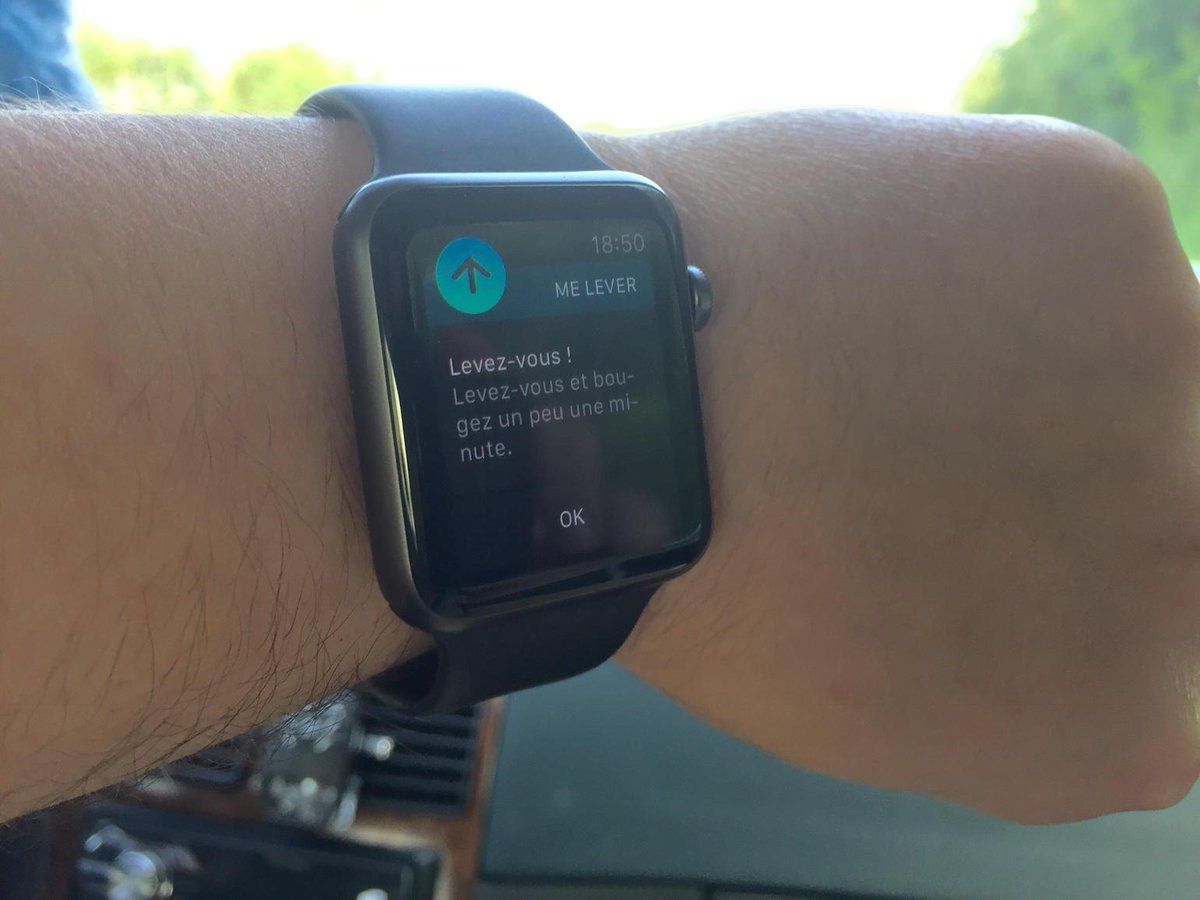 18:50
ME LEVER
Levez-vous !
Levez-vous et bou-
gez un peu une mi-
nute.
OK